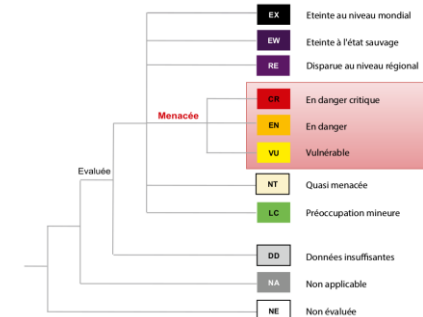 EX Eteinte au niveau mondial
EW Eteinte à l'état sauvage
RE Disparue au niveau régional
CR En danger critique
Menacée
EN En danger
VU Vulnérable
Evaluée
NT Quasi menacée
LC Préoccupation mineure
DD Données insuffisantes
NA Non applicable
NE Non évaluée